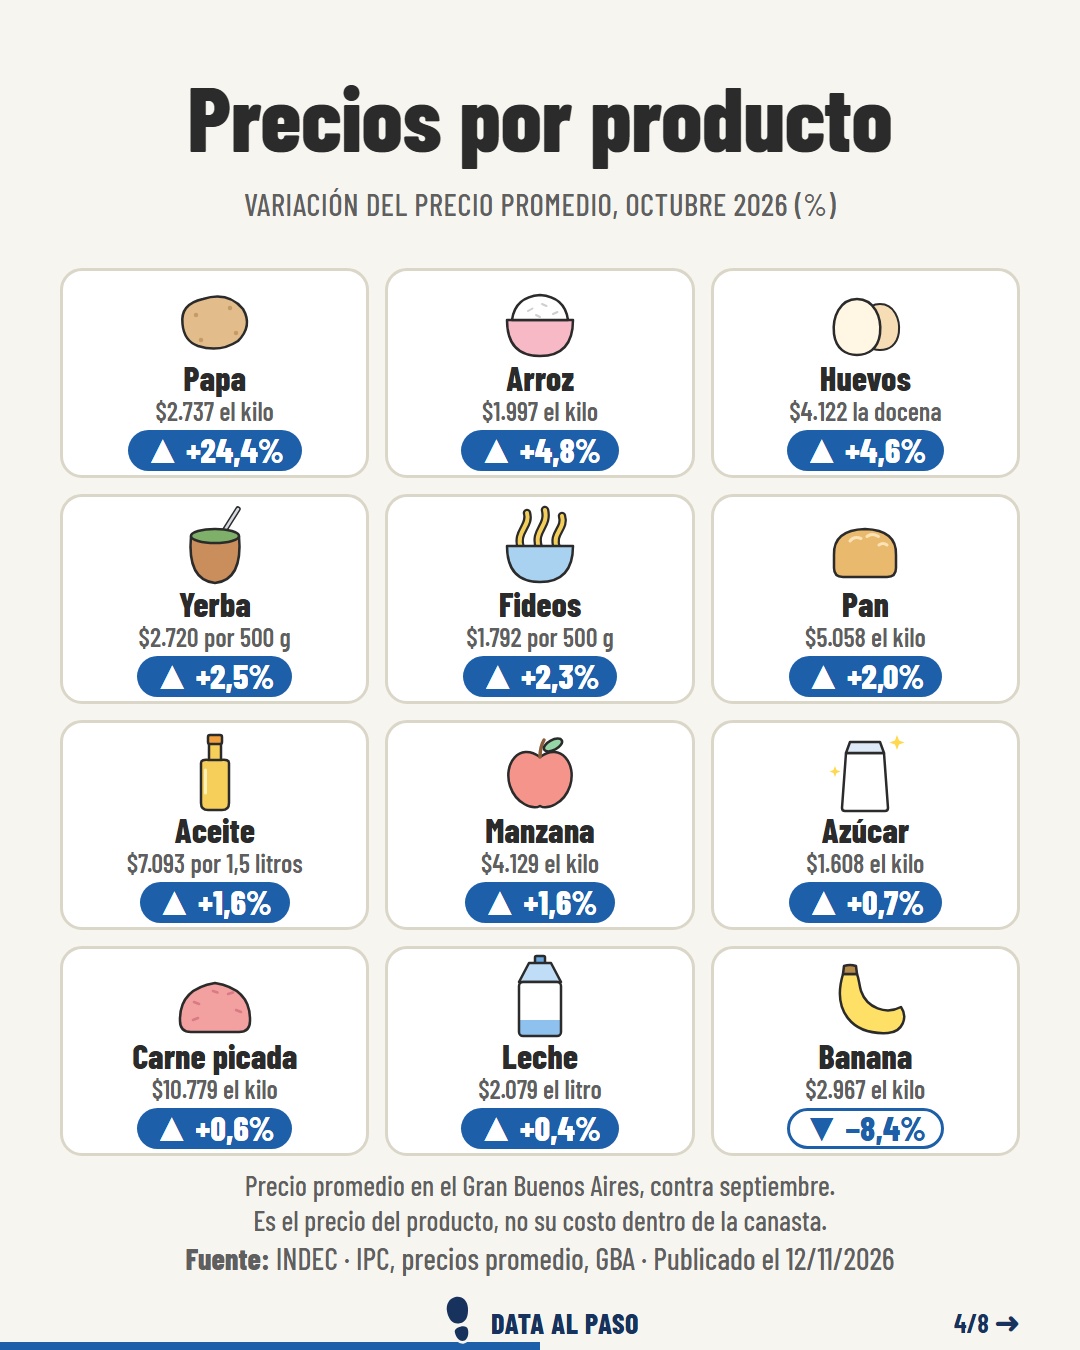 Precios por producto
VARIACIÓN DEL PRECIO PROMEDIO, OCTUBRE 2026 (%)
Papa
$2.737 el kilo
▲ +24,4%
Arroz
$1.997 el kilo
▲ +4,8%
Huevos
$4.122 la docena
▲ +4,6%
Yerba
$2.720 por 500 g
▲ +2,5%
Fideos
$1.792 por 500 g
▲ +2,3%
Pan
$5.058 el kilo
▲ +2,0%
Aceite
$7.093 por 1,5 litros
▲ +1,6%
Manzana
$4.129 el kilo
▲ +1,6%
Azúcar
$1.608 el kilo
▲ +0,7%
Carne picada
$10.779 el kilo
▲ +0,6%
Leche
$2.079 el litro
▲ +0,4%
Banana
$2.967 el kilo
▼ −8,4%
Precio promedio en el Gran Buenos Aires, contra septiembre.
Es el precio del producto, no su costo dentro de la canasta.
Fuente: INDEC · IPC, precios promedio, GBA · Publicado el 12/11/2026
DATA AL PASO
4/8 →